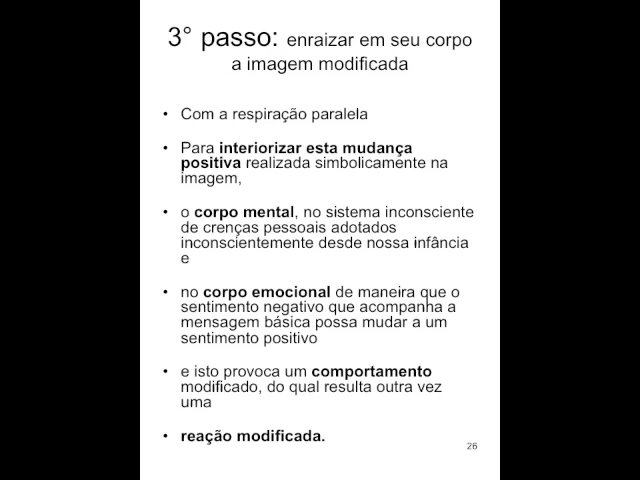 3° passo: enraizar em seu corpo
a imagem modificada
• Com a respiração paralela
• Para interiorizar esta mudança
positiva realizada simbolicamente na
imagem,
• o corpo mental, no sistema inconsciente
de crenças pessoais adotados
inconscientemente desde nossa infância
e
• no corpo emocional de maneira que o
sentimento negativo que acompanha a
mensagem básica possa mudar a um
sentimento positivo
• e isto provoca um comportamento
modificado, do qual resulta outra vez
uma
• reação modificada.
26